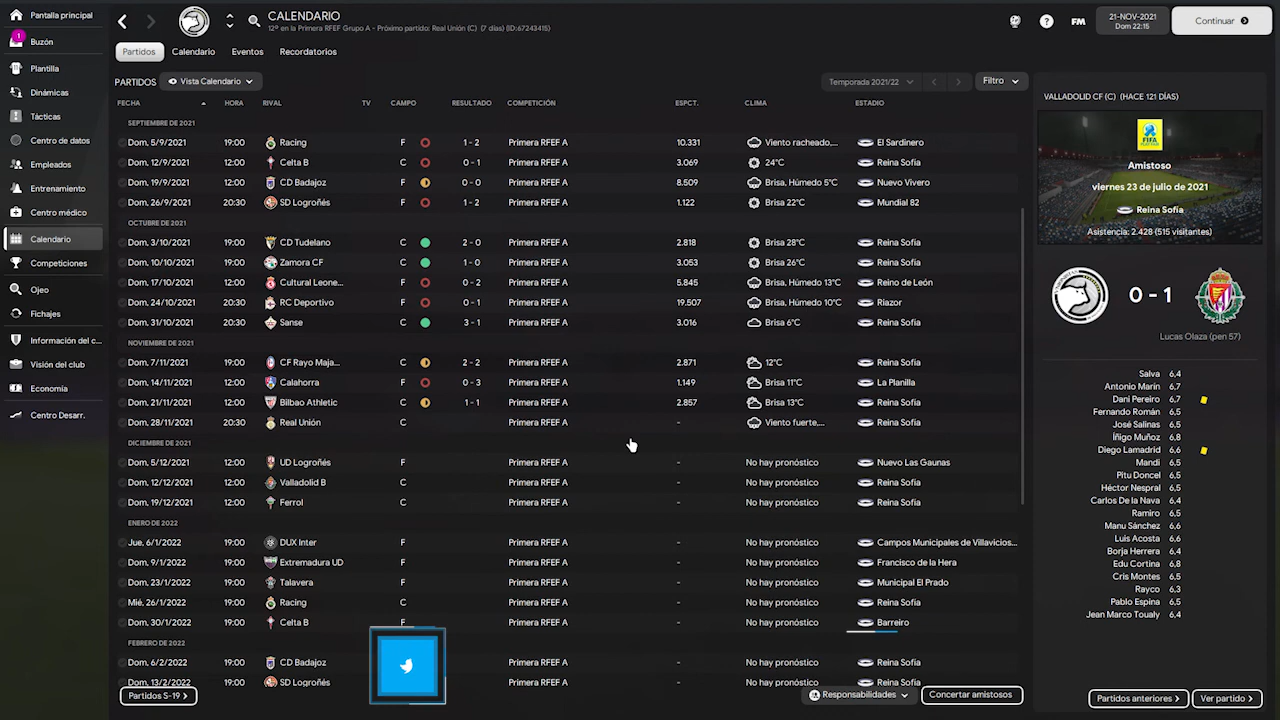 Pantalla principal
1
Buzón
Plantilla
Dinámicas
Tácticas
Centro de datos
Empleados
Entrenamiento
Centro médico
Calendario
Competiciones
Ojeo
Fichajes
Información del c...
Visión del club
Economía
Centro Desarr.
CALENDARIO
12º en la Primera RFEF Grupo A - Próximo partido: Real Unión (C) (7 días) (ID:67243415)
? FM 21-NOV-2021 Dom 22:15 Continuar
Partidos Calendario Eventos Recordatorios
PARTIDOS Vista Calendario Temporada 2021/22 Filtro
FECHA HORA RIVAL TV CAMPO RESULTADO COMPETICIÓN ESPCT. CLIMA ESTADIO
SEPTIEMBRE DE 2021
Dom. 5/9/2021 19:00 Racing F 1 - 2 Primera RFEF A 10.331 Viento racheado,... El Sardinero
Dom. 12/9/2021 12:00 Celta B C 0 - 1 Primera RFEF A 3.069 24°C Reina Sofía
Dom. 19/9/2021 12:00 CD Badajoz F 0 - 0 Primera RFEF A 8.509 Brisa, Húmedo 5°C Nuevo Vivero
Dom. 26/9/2021 20:30 SD Logroñés F 1 - 2 Primera RFEF A 1.122 Brisa 22°C Mundial 82
OCTUBRE DE 2021
Dom. 3/10/2021 19:00 CD Tudelano C 2 - 0 Primera RFEF A 2.818 Brisa 28°C Reina Sofía
Dom. 10/10/2021 19:00 Zamora CF C 1 - 0 Primera RFEF A 3.053 Brisa 26°C Reina Sofía
Dom. 17/10/2021 19:00 Cultural Leone... F 0 - 2 Primera RFEF A 5.845 Brisa, Húmedo 13°C Reino de León
Dom. 24/10/2021 20:30 RC Deportivo F 0 - 1 Primera RFEF A 19.507 Brisa, Húmedo 10°C Riazor
Dom. 31/10/2021 20:30 Sanse C 3 - 1 Primera RFEF A 3.016 Brisa 6°C Reina Sofía
NOVIEMBRE DE 2021
Dom. 7/11/2021 19:00 CF Rayo Maja... C 2 - 2 Primera RFEF A 2.871 12°C Reina Sofía
Dom. 14/11/2021 12:00 Calahorra F 0 - 3 Primera RFEF A 1.149 Brisa 11°C La Planilla
Dom. 21/11/2021 12:00 Bilbao Athletic C 1 - 1 Primera RFEF A 2.857 Brisa 13°C Reina Sofía
Dom. 28/11/2021 20:30 Real Unión C Primera RFEF A - Viento fuerte,... Reina Sofía
DICIEMBRE DE 2021
Dom. 5/12/2021 12:00 UD Logroñés F Primera RFEF A - No hay pronóstico Nuevo Las Gaunas
Dom. 12/12/2021 12:00 Valladolid B C Primera RFEF A - No hay pronóstico Reina Sofía
Dom. 19/12/2021 12:00 Ferrol C Primera RFEF A - No hay pronóstico Reina Sofía
ENERO DE 2022
Jue. 6/1/2022 19:00 DUX Inter F Primera RFEF A - No hay pronóstico Campos Municipales de Villavicios...
Dom. 9/1/2022 19:00 Extremadura UD F Primera RFEF A - No hay pronóstico Francisco de la Hera
Dom. 23/1/2022 19:00 Talavera F Primera RFEF A - No hay pronóstico Municipal El Prado
Mié. 26/1/2022 19:00 Racing C Primera RFEF A - No hay pronóstico Reina Sofía
Dom. 30/1/2022 19:00 Celta B F Primera RFEF A - No hay pronóstico Barreiro
FEBRERO DE 2022
Dom. 6/2/2022 19:00 CD Badajoz Primera RFEF A - No hay pronóstico Reina Sofía
Dom. 13/2/2022 19:00 SD Logroñés Primera RFEF A - No hay pronóstico Reina Sofía
Partidos S-19 Responsabilidades Concertar amistosos
VALLADOLID CF (C) (HACE 121 DÍAS)
FIFA
Amistoso
viernes 23 de julio de 2021
Reina Sofía
Asistencia: 2.428 (515 visitantes)
0 - 1
Lucas Olaza (pen 57)
Salva 6,4
Antonio Marín 6,7
Dani Pereiro 6,7
Fernando Román 6,5
José Salinas 6,5
Íñigo Muñoz 6,8
Diego Lamadrid 6,6
Mandi 6,5
Pitu Doncel 6,5
Héctor Nespral 6,5
Carlos De la Nava 6,4
Ramiro 6,5
Manu Sánchez 6,6
Luis Acosta 6,6
Borja Herrera 6,4
Edu Cortina 6,8
Cris Montes 6,5
Rayco 6,3
Pablo Espina 6,5
Jean Marco Toualy 6,4
Partidos anteriores Ver partido